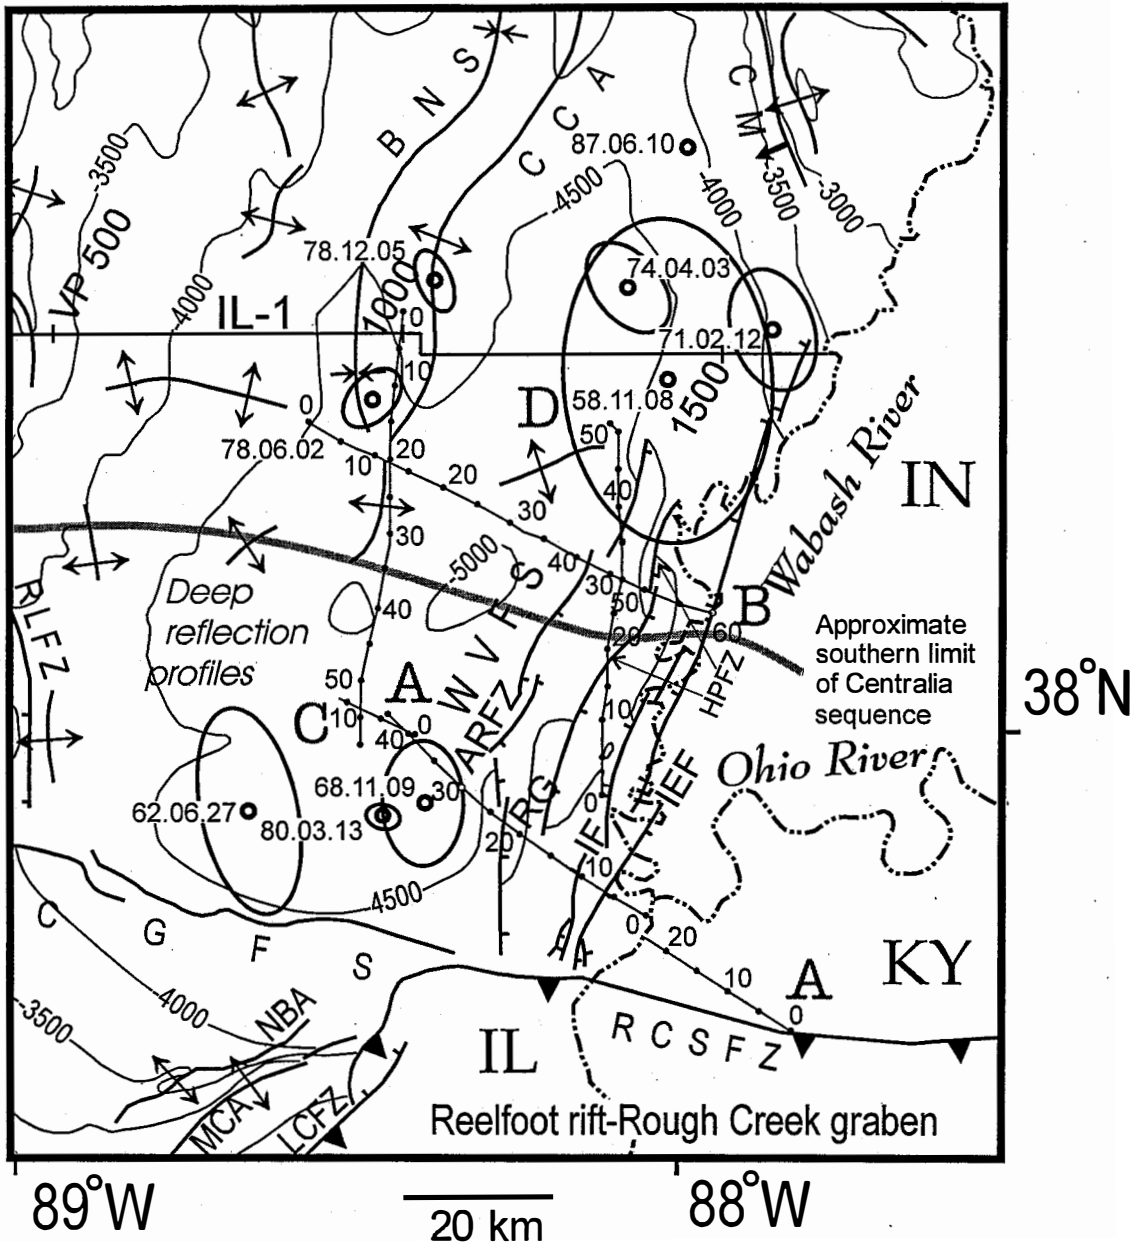 B N S
C C A
C M L
87.06.10
-3500
-4500
-4000
-3500
-3000
VP 500
78.12.05
1000
74.04.03
-4000
IL-1
0
71.02.12
10
1500
D
58.11.08
0
50
78.06.02
10
20
20
40
IN
30
30
Wabash River
-5000
40
30
50
20
B
60
HPFZ
RLFZ
Deep
reflection
profiles
40
W V F S
Approximate
southern limit
of Centralia
sequence
38°N
50
A
C
10
40
0
ARFZ
10
0
0
IEF
Ohio River
62.06.27
68.11.09
80.03.13
30
RG
20
IF
10
4500
0
20
10
A
0
KY
C G F S
-4000
-3500
NBA
MCA
LCFZ
IL
R C S F Z
Reelfoot rift-Rough Creek graben
89°W
88°W
20 km